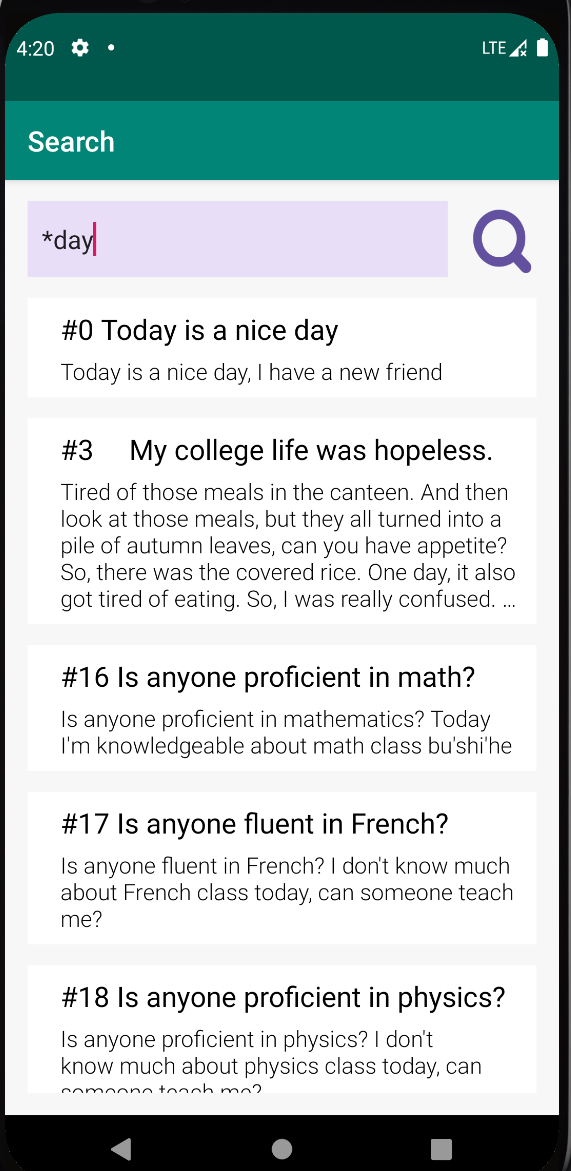 4:20
LTE
Search
*day
#0 Today is a nice day
Today is a nice day, I have a new friend
#3 My college life was hopeless.
Tired of those meals in the canteen. And then
look at those meals, but they all turned into a
pile of autumn leaves, can you have appetite?
So, there was the covered rice. One day, it also
got tired of eating. So, I was really confused. ...
#16 Is anyone proficient in math?
Is anyone proficient in mathematics? Today
I'm knowledgeable about math class bu'shi'he
#17 Is anyone fluent in French?
Is anyone fluent in French? I don't know much
about French class today, can someone teach
me?
#18 Is anyone proficient in physics?
Is anyone proficient in physics? I don't
know much about physics class today, can
someone teach me?